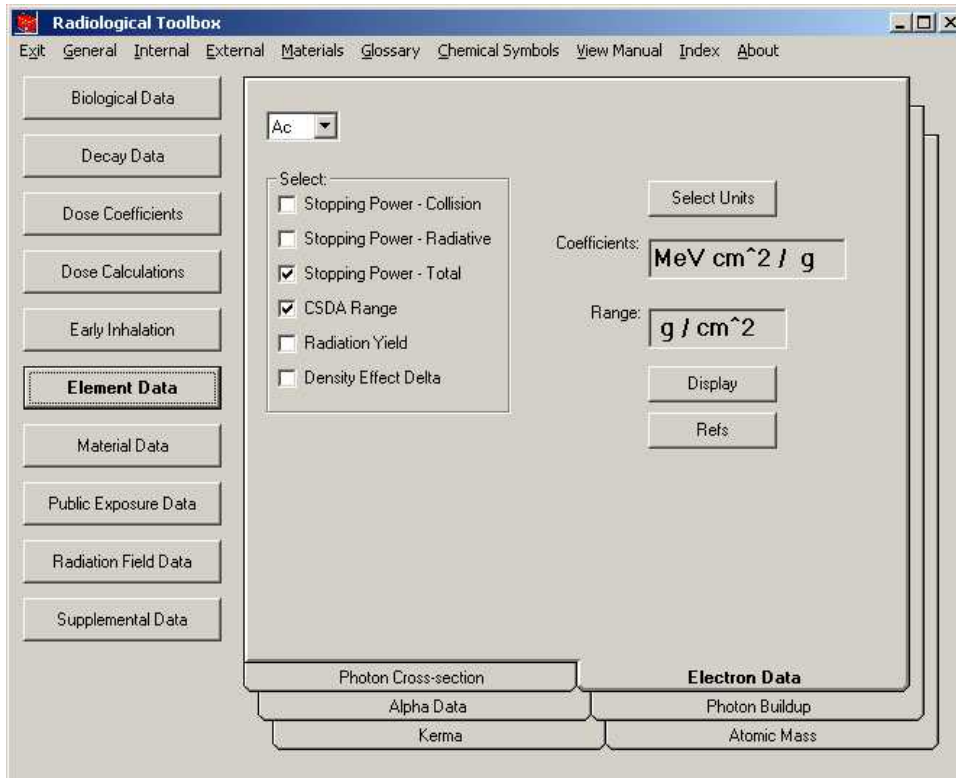 Radiological Toolbox
Exit General Internal External Materials Glossary Chemical Symbols View Manual Index About
Biological Data
Decay Data
Dose Coefficients
Dose Calculations
Early Inhalation
Element Data
Material Data
Public Exposure Data
Radiation Field Data
Supplemental Data
Ac
Select:
Stopping Power - Collision
Stopping Power - Radiative
Stopping Power - Total
CSDA Range
Radiation Yield
Density Effect Delta
Select Units
Coefficients:
MeV cm^2 / g
Range:
g / cm^2
Display
Refs
Photon Cross-section
Electron Data
Alpha Data
Photon Buildup
Kerma
Atomic Mass